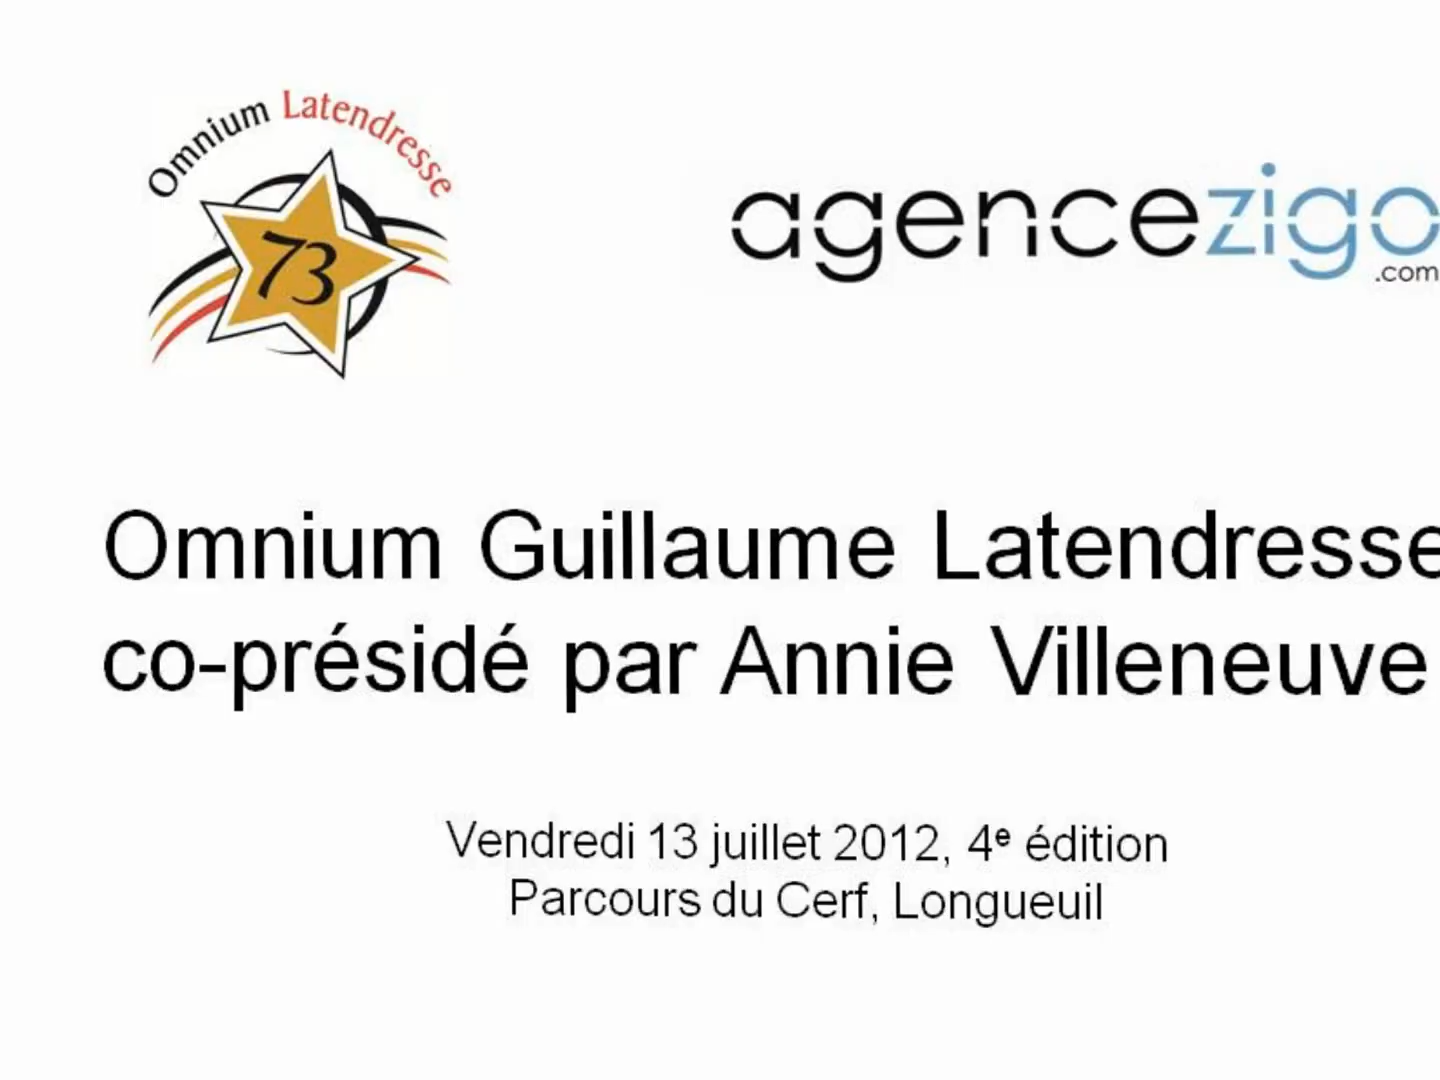 Omnium Latendresse
73
agencezigo
.com
Omnium Guillaume Latendresse
co-présidé par Annie Villeneuve
Vendredi 13 juillet 2012, 4e édition
Parcours du Cerf, Longueuil